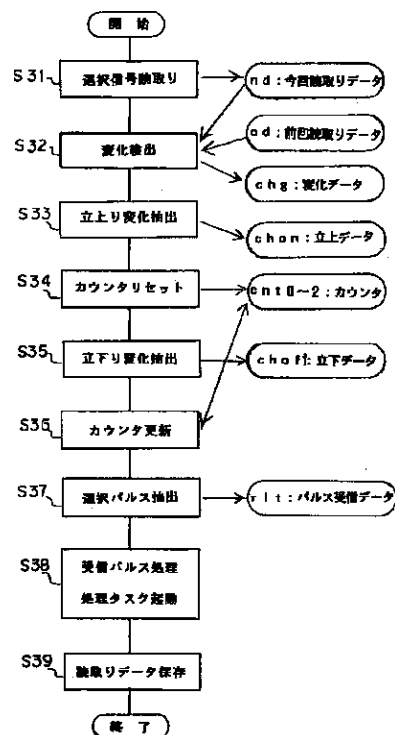 開始
S31
選択信号読取り
nd:今回読取りデータ
S32
変化検出
od:前回読取りデータ
chg:変化データ
S33
立上り変化抽出
chon:立上データ
S34
カウンタリセット
cnt0~2:カウンタ
S35
立下り変化抽出
choff:立下データ
S36
カウンタ更新
S37
選択パルス抽出
rlt:パルス受信データ
S38
受信パルス処理
処理タスク起動
S39
読取りデータ保存
終了